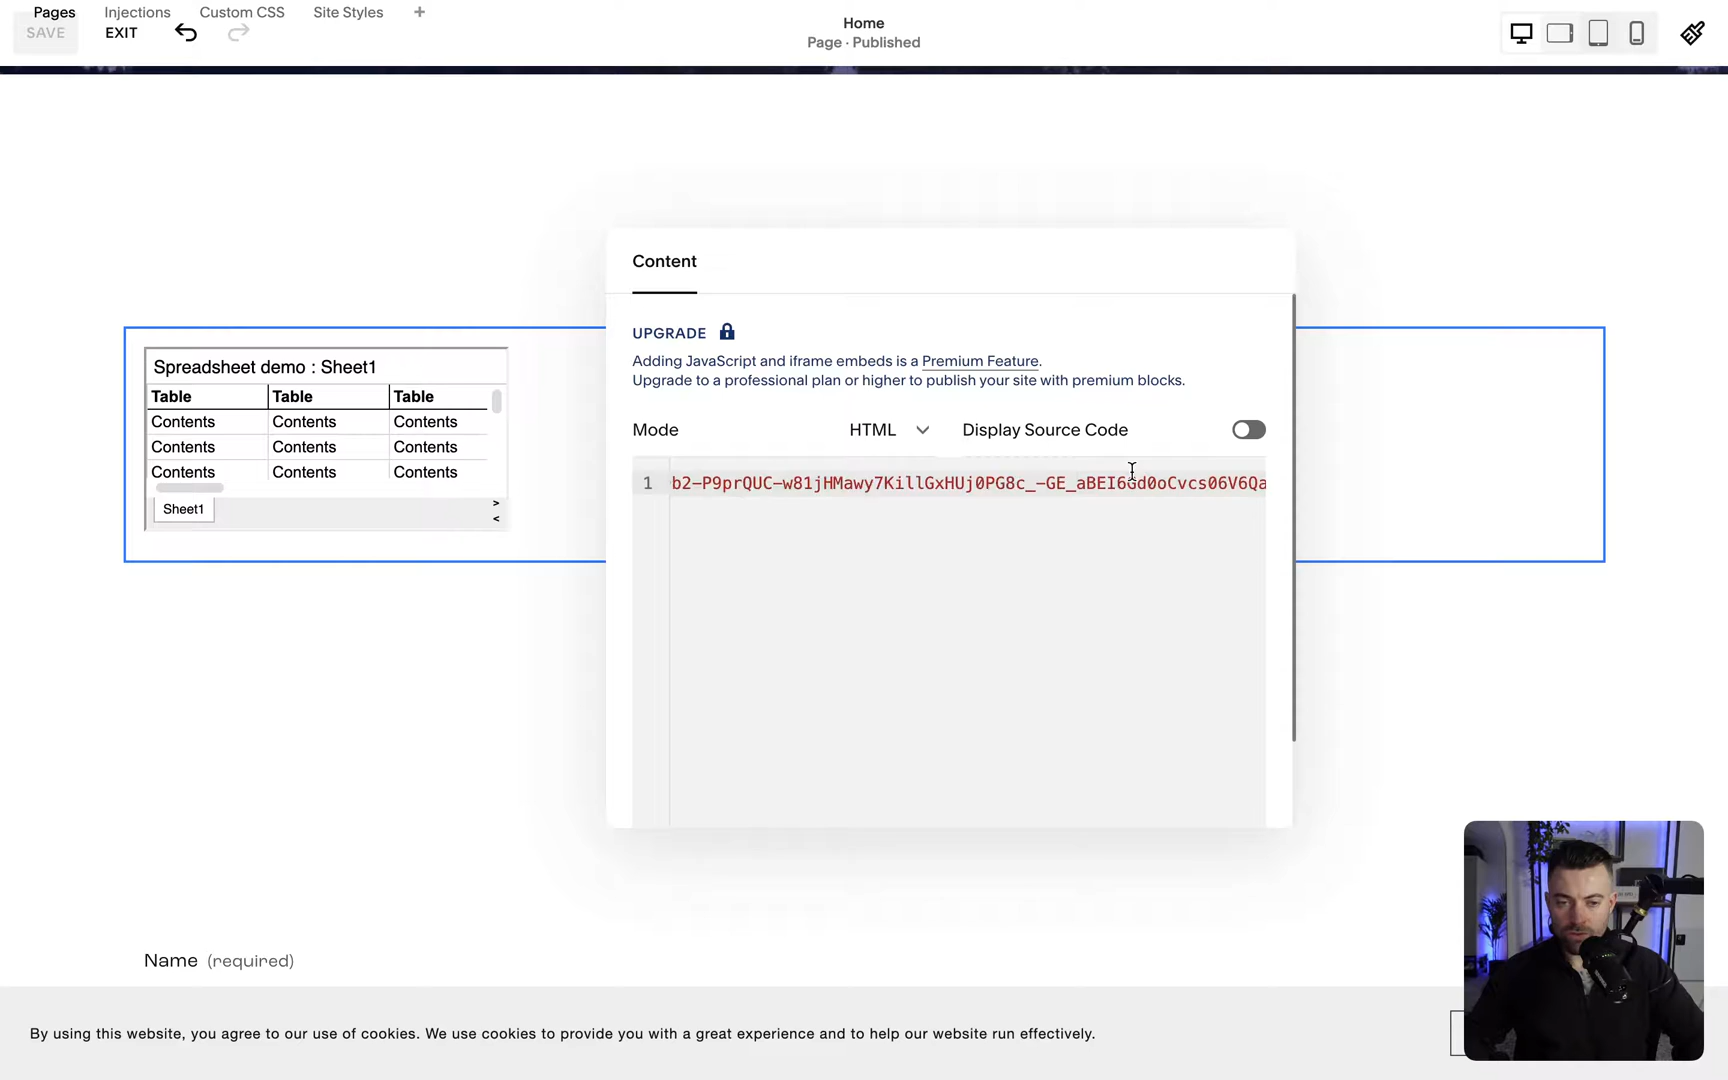 Pages Injections Custom CSS Site Styles +
SAVE EXIT
Home
Page · Published
Content
UPGRADE
Adding JavaScript and iframe embeds is a Premium Feature.
Upgrade to a professional plan or higher to publish your site with premium blocks.
Mode HTML Display Source Code
1 b2-P9prQUC-w81jHMawy7KillGxHUj0PG8c_-GE_aBEI6Gd0oCvcs06V6Qa
Spreadsheet demo : Sheet1
Table Table Table
Contents Contents Contents
Contents Contents Contents
Contents Contents Contents
Sheet1
Name (required)
By using this website, you agree to our use of cookies. We use cookies to provide you with a great experience and to help our website run effectively.